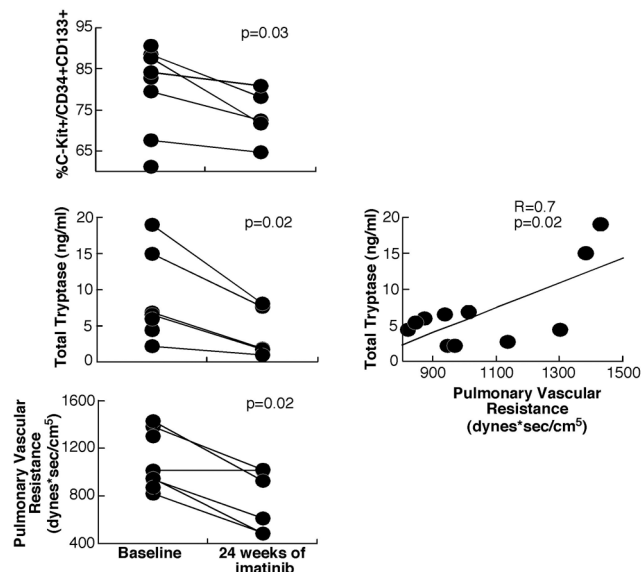 %C-Kit+/CD34+CD133+
95
85
75
65
p=0.03
Total Tryptase (ng/ml)
20
15
10
5
0
p=0.02
Total Tryptase (ng/ml)
20
15
10
5
0
R=0.7
p=0.02
900
1100
1300
1500
Pulmonary Vascular
Resistance
(dynes*sec/cm⁵)
Pulmonary Vascular
Resistance
(dynes*sec/cm⁵)
1600
1200
800
400
p=0.02
Baseline
24 weeks of
imatinib